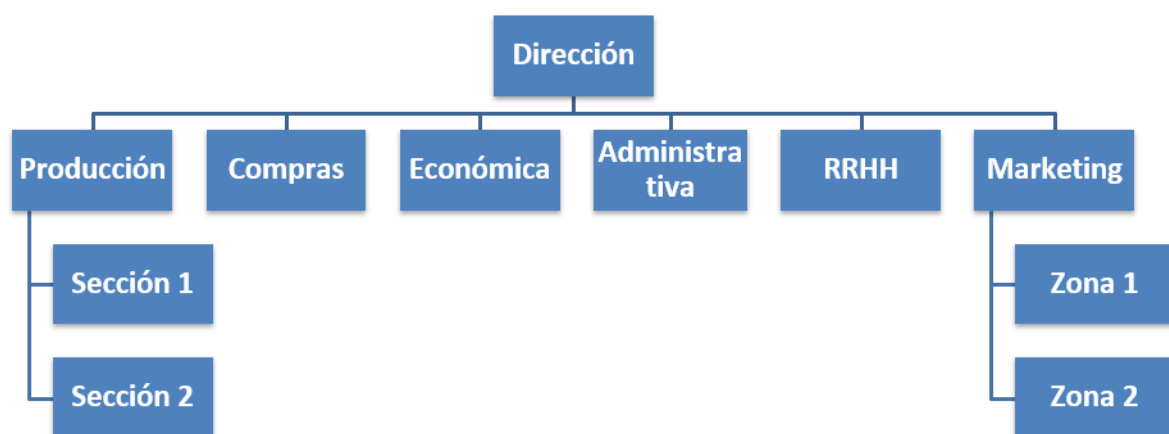 Dirección
Producción
Compras
Económica
Administra
tiva
RRHH
Marketing
Sección 1
Zona 1
Sección 2
Zona 2